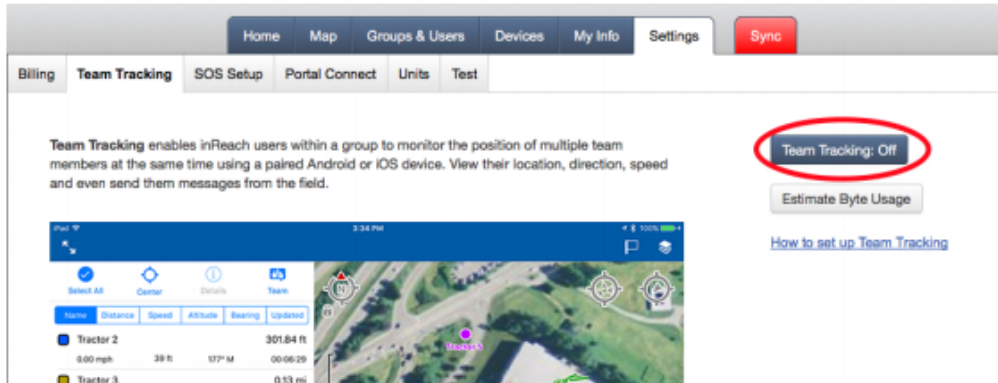 Home Map Groups & Users Devices My Info Settings Sync
Billing Team Tracking SOS Setup Portal Connect Units Test
Team Tracking enables inReach users within a group to monitor the position of multiple team
members at the same time using a paired Android or iOS device. View their location, direction, speed
and even send them messages from the field.
Team Tracking: Off
Estimate Byte Usage
How to set up Team Tracking
iPad 3:34 PM 100%
Select All Center Details Team
Name Distance Speed Altitude Bearing Updated
Tractor 2 301.84 ft
0.00 mph 39 ft 177° M 00:06:29
Tractor 3 0.13 mi
N
Tractor 5